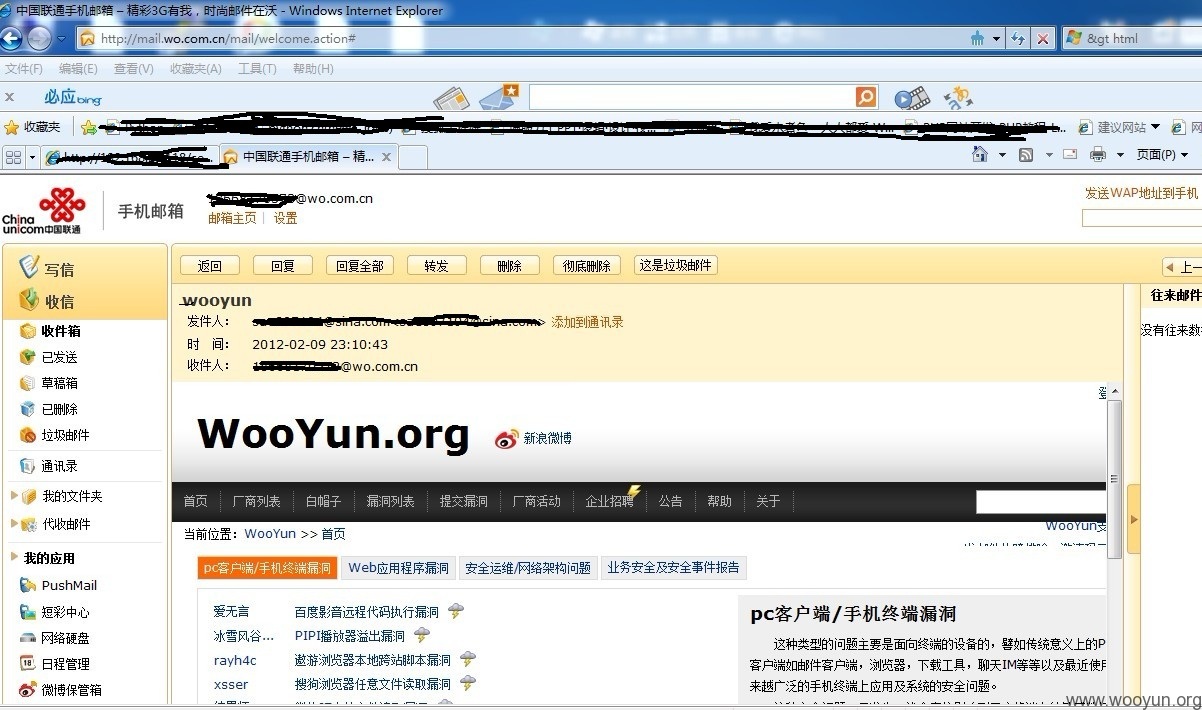 中国联通手机邮箱 – 精彩3G有我，时尚邮件在沃 - Windows Internet Explorer
http://mail.wo.com.cn/mail/welcome.action#
&gt html
文件(F) 编辑(E) 查看(V) 收藏夹(A) 工具(T) 帮助(H)
x 必应bing
收藏夹
建议网站
中国联通手机邮箱 – 精... x
页面(P)
China unicom中国联通
手机邮箱
@wo.com.cn
邮箱主页 | 设置
发送WAP地址到手机
写信
收信
收件箱
已发送
草稿箱
已删除
垃圾邮件
通讯录
我的文件夹
代收邮件
我的应用
PushMail
短彩中心
网络硬盘
18 日程管理
微博保管箱
返回 回复 回复全部 转发 删除 彻底删除 这是垃圾邮件
上一
wooyun
发件人： @sina.com 添加到通讯录
时 间： 2012-02-09 23:10:43
收件人： @wo.com.cn
往来邮件
没有往来数
WooYun.org
新浪微博
登
首页 厂商列表 白帽子 漏洞列表 提交漏洞 厂商活动 企业招聘 公告 帮助 关于
当前位置： WooYun >> 首页
pc客户端/手机终端漏洞 Web应用程序漏洞 安全运维/网络架构问题 业务安全及安全事件报告
爱无言 百度影音远程代码执行漏洞
冰雪风谷... PIPI播放器溢出漏洞
rayh4c 遨游浏览器本地跨站脚本漏洞
xsser 搜狗浏览器任意文件读取漏洞
pc客户端/手机终端漏洞
这种类型的问题主要是面向终端的设备的，譬如传统意义上的P
客户端如邮件客户端，浏览器，下载工具，聊天IM等等以及最近使用
来越广泛的手机终端上应用及系统的安全问题。
www.wooyun.org